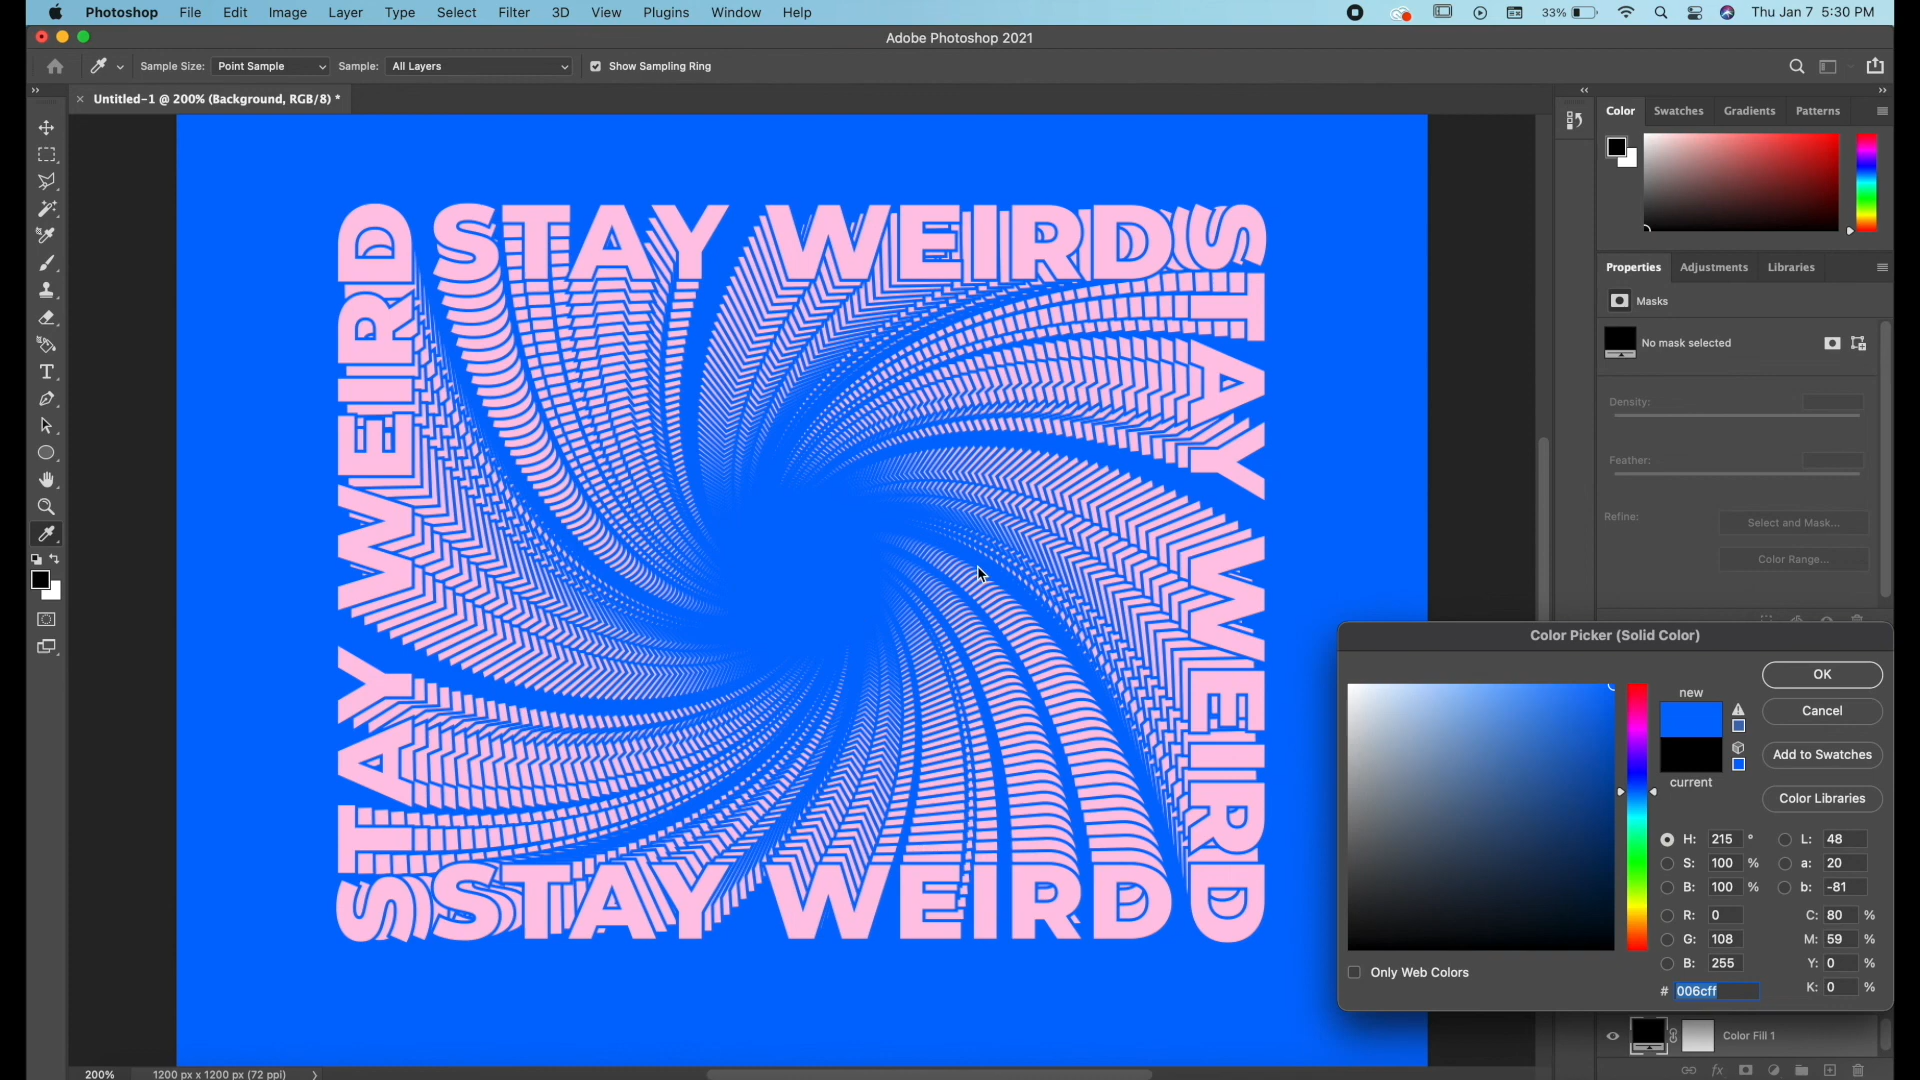 Photoshop File Edit Image Layer Type Select Filter 3D View Plugins Window Help 33% Thu Jan 7 5:30 PM
Adobe Photoshop 2021
Sample Size: Point Sample Sample: All Layers Show Sampling Ring
Untitled-1 @ 200% (Background, RGB/8) *
Color Swatches Gradients Patterns
Properties Adjustments Libraries
Masks
No mask selected
Density:
Feather:
Refine: Select and Mask...
Color Range...
STAY WEIRD
STAY WEIRD
STAY WEIRD
STAY WEIRD
Color Picker (Solid Color)
new
current
OK
Cancel
Add to Swatches
Color Libraries
H: 215 ° L: 48
S: 100 % a: 20
B: 100 % b: -81
R: 0 C: 80 %
G: 108 M: 59 %
B: 255 Y: 0 %
# 006cff K: 0 %
Only Web Colors
Color Fill 1
200% 1200 px x 1200 px (72 ppi)